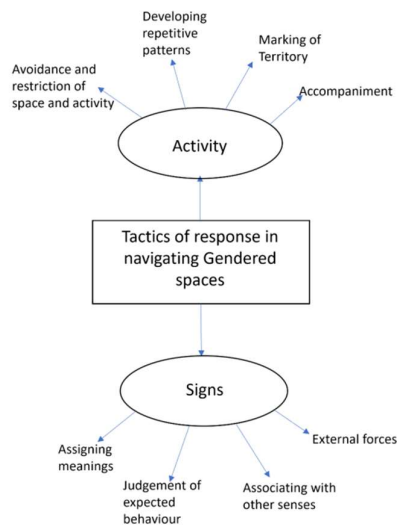 Developing
repetitive
patterns
Marking of
Territory
Avoidance and
restriction of
space and activity
Accompaniment
Activity
Tactics of response in
navigating Gendered
spaces
Signs
External forces
Assigning
meanings
Judgement of
expected
behaviour
Associating with
other senses